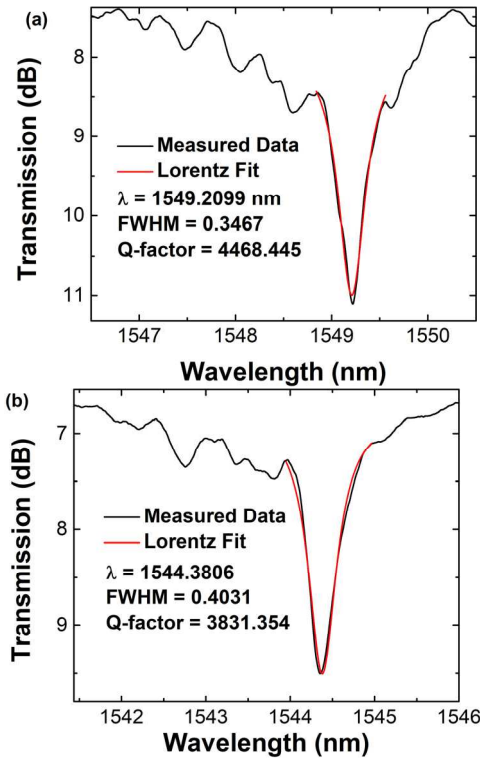 (a)
7
8
9
10
11
Transmission (dB)
Measured Data
Lorentz Fit
λ = 1549.2099 nm
FWHM = 0.3467
Q-factor = 4468.445
1547 1548 1549 1550
Wavelength (nm)
(b)
7
8
9
Transmission (dB)
Measured Data
Lorentz Fit
λ = 1544.3806
FWHM = 0.4031
Q-factor = 3831.354
1542 1543 1544 1545 1546
Wavelength (nm)